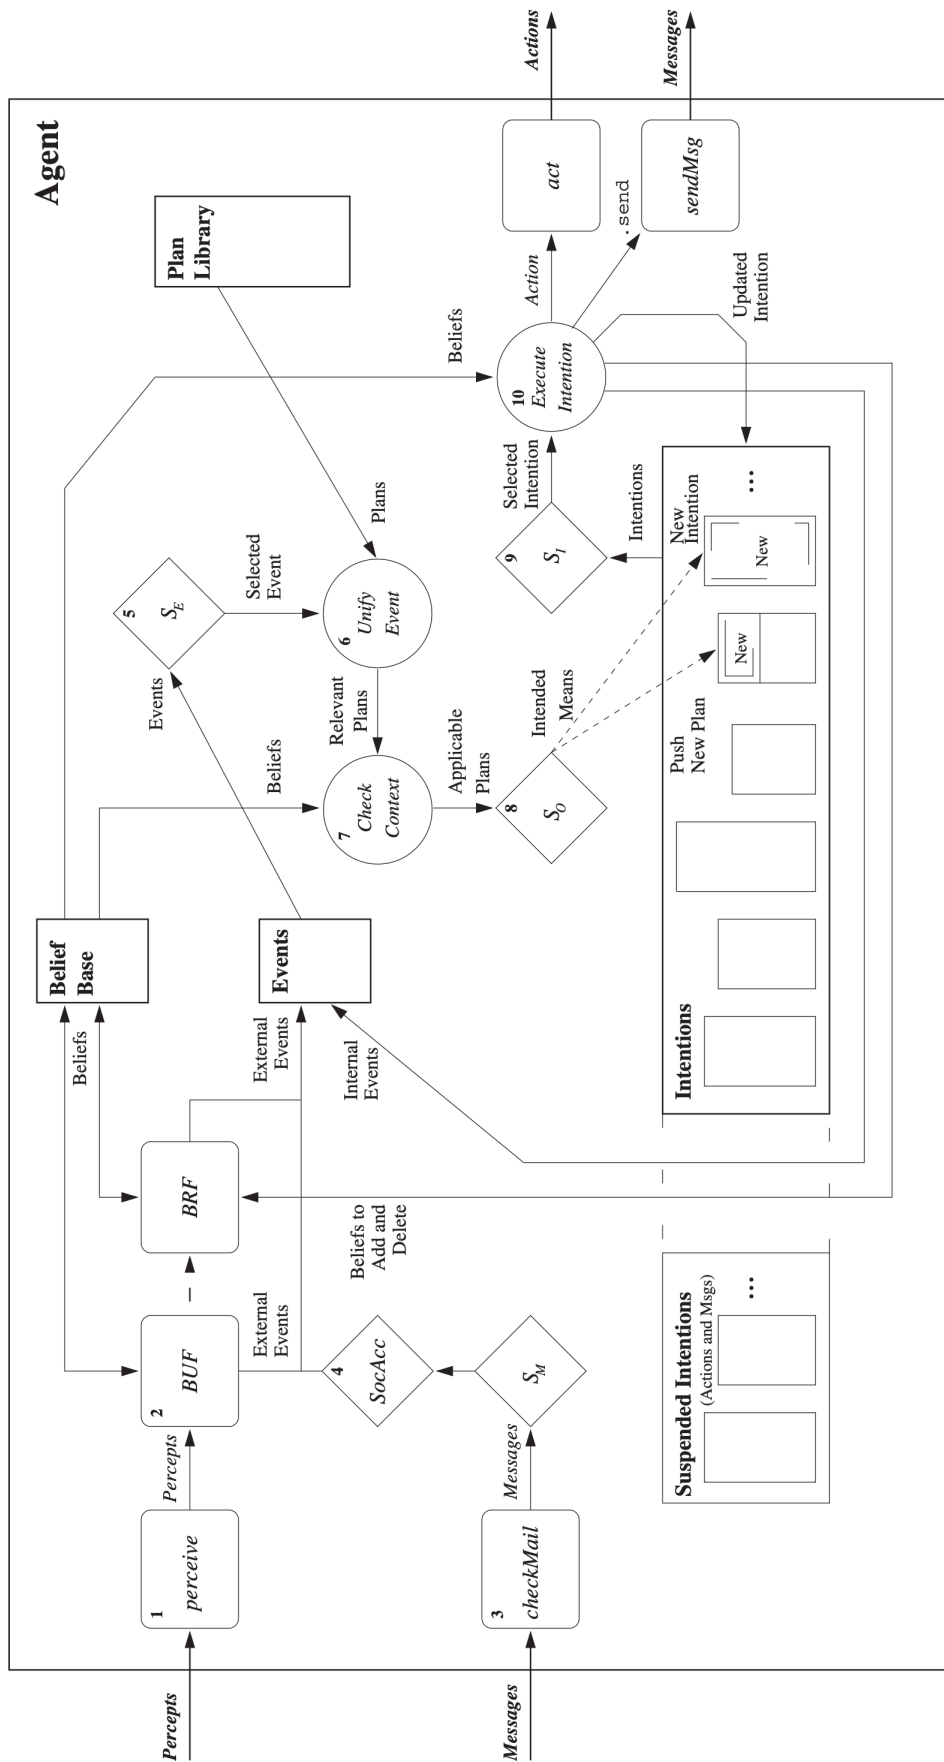 Agent
Percepts
1
perceive
Percepts
2
BUF
BRF
Beliefs
Belief
Base
Beliefs
Beliefs
External
Events
External
Events
Internal
Events
Events
Events
5
S_E
Selected
Event
Plan
Library
Plans
6
Unify
Event
Relevant
Plans
7
Check
Context
Applicable
Plans
8
S_O
Intended
Means
Messages
3
checkMail
Messages
S_M
4
SocAcc
Beliefs to
Add and
Delete
9
S_I
Selected
Intention
Intentions
10
Execute
Intention
Action
act
Actions
.send
sendMsg
Messages
Updated
Intention
Suspended Intentions
(Actions and Msgs)
...
Intentions
Push
New Plan
New
New
Intention
New
...